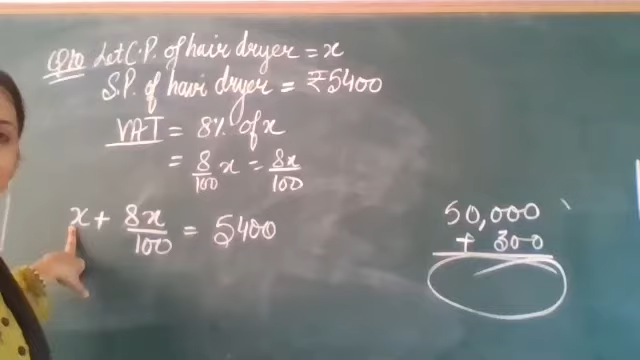 Q10 Let C.P. of hair dryer = x
S.P. of hair dryer = ₹5400
VAT = 8% of x
= 8/100 x = 8x/100
x + 8x/100 = 5400
50,000
+ 300